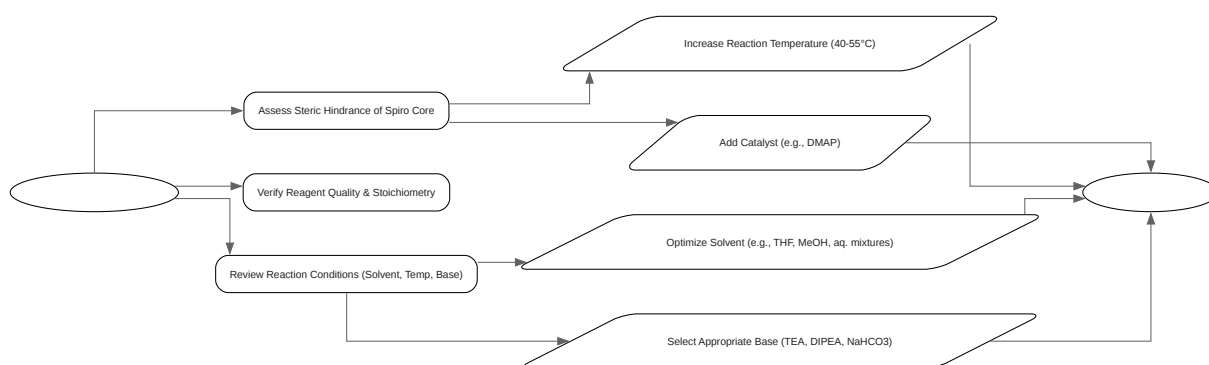 Increase Reaction Temperature (40-55°C)
Assess Steric Hindrance of Spiro Core
Add Catalyst (e.g., DMAP)
Verify Reagent Quality & Stoichiometry
Optimize Solvent (e.g., THF, MeOH, aq. mixtures)
Review Reaction Conditions (Solvent, Temp, Base)
Select Appropriate Base (TEA, DIPEA, NaHCO3)